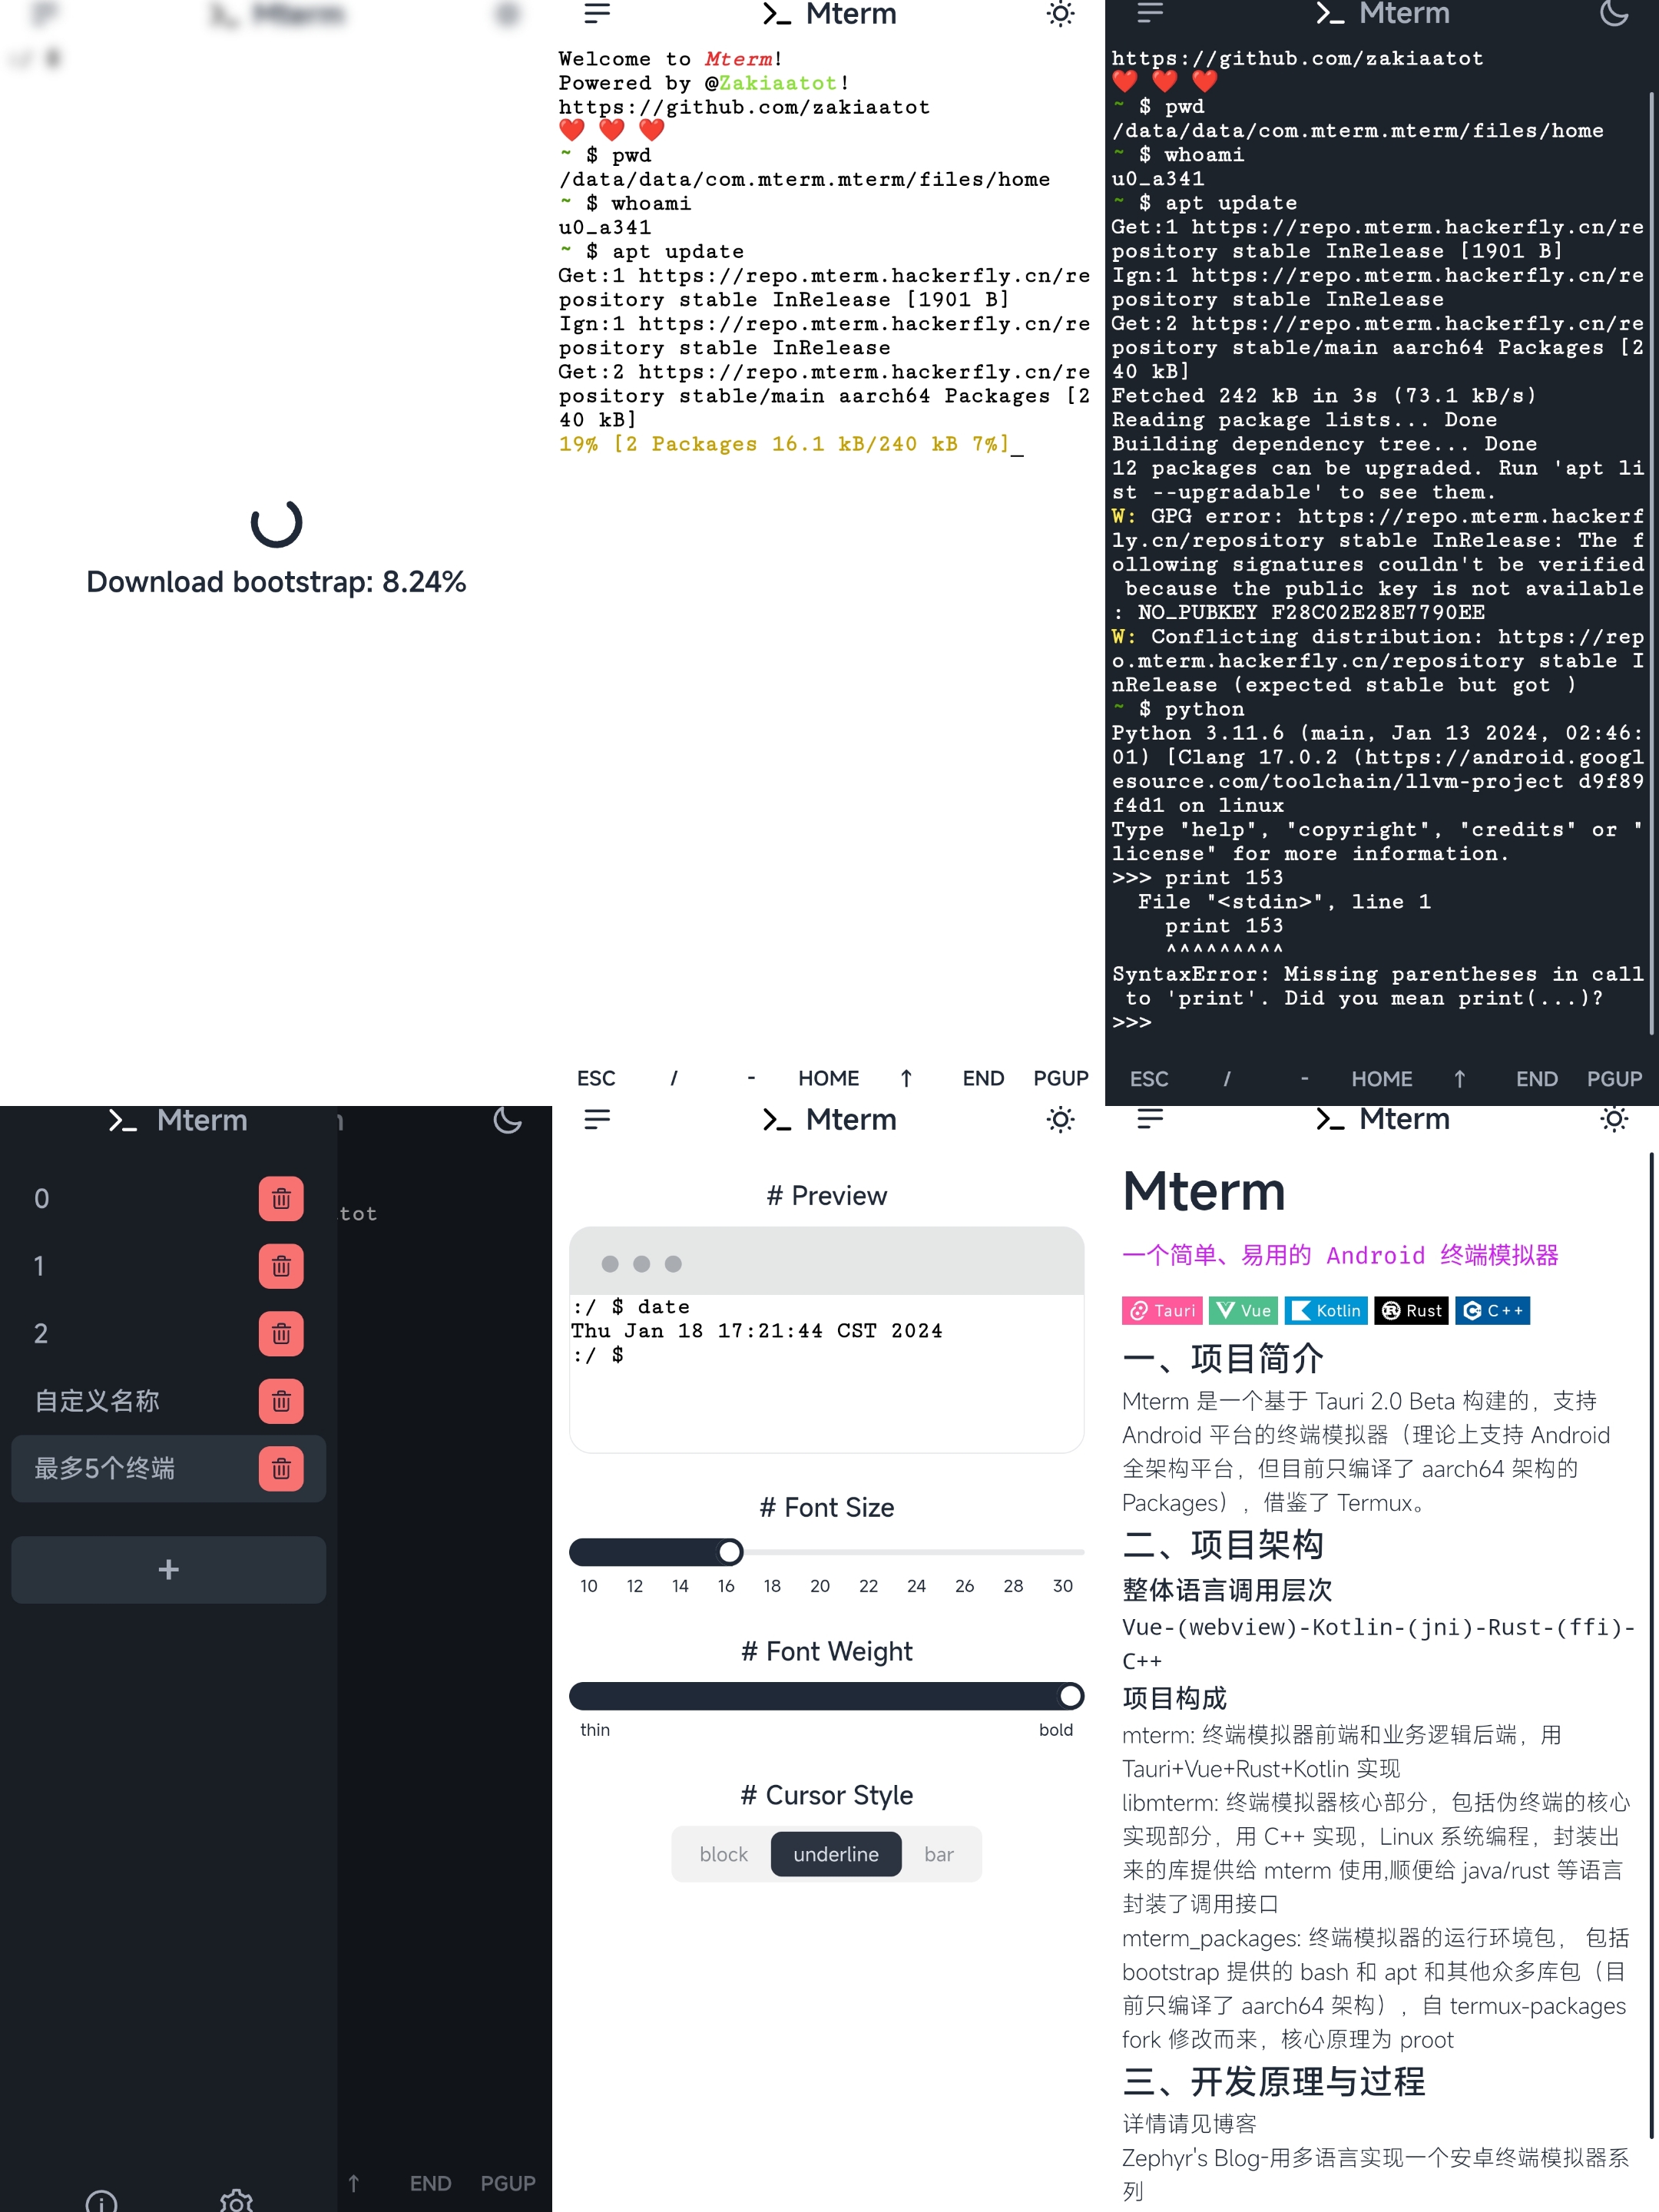 Mterm
:/ $
Download bootstrap: 8.24%
Mterm
Welcome to Mterm!
Powered by @Zakiaatot!
https://github.com/zakiaatot
❤️ ❤️ ❤️
~ $ pwd
/data/data/com.mterm.mterm/files/home
~ $ whoami
u0_a341
~ $ apt update
Get:1 https://repo.mterm.hackerfly.cn/re
pository stable InRelease [1901 B]
Ign:1 https://repo.mterm.hackerfly.cn/re
pository stable InRelease
Get:2 https://repo.mterm.hackerfly.cn/re
pository stable/main aarch64 Packages [2
40 kB]
19% [2 Packages 16.1 kB/240 kB 7%]_
ESC / - HOME ↑ END PGUP
Mterm
https://github.com/zakiaatot
❤️ ❤️ ❤️
~ $ pwd
/data/data/com.mterm.mterm/files/home
~ $ whoami
u0_a341
~ $ apt update
Get:1 https://repo.mterm.hackerfly.cn/re
pository stable InRelease [1901 B]
Ign:1 https://repo.mterm.hackerfly.cn/re
pository stable InRelease
Get:2 https://repo.mterm.hackerfly.cn/re
pository stable/main aarch64 Packages [2
40 kB]
Fetched 242 kB in 3s (73.1 kB/s)
Reading package lists... Done
Building dependency tree... Done
12 packages can be upgraded. Run 'apt li
st --upgradable' to see them.
W: GPG error: https://repo.mterm.hackerf
ly.cn/repository stable InRelease: The f
ollowing signatures couldn't be verified
because the public key is not available
: NO_PUBKEY F28C02E28E7790EE
W: Conflicting distribution: https://rep
o.mterm.hackerfly.cn/repository stable I
nRelease (expected stable but got )
~ $ python
Python 3.11.6 (main, Jan 13 2024, 02:46:
01) [Clang 17.0.2 (https://android.googl
esource.com/toolchain/llvm-project d9f89
f4d1 on linux
Type "help", "copyright", "credits" or "
license" for more information.
>>> print 153
File "<stdin>", line 1
print 153
^^^^^^^^^
SyntaxError: Missing parentheses in call
to 'print'. Did you mean print(...)?
>>>
ESC / - HOME ↑ END PGUP
Mterm
0
tot
1
2
自定义名称
最多5个终端
+
↑ END PGUP
Mterm
# Preview
:/ $ date
Thu Jan 18 17:21:44 CST 2024
:/ $
# Font Size
10 12 14 16 18 20 22 24 26 28 30
# Font Weight
thin bold
# Cursor Style
block underline bar
Mterm
Mterm
一个简单、易用的 Android 终端模拟器
Tauri Vue Kotlin Rust C++
一、项目简介
Mterm 是一个基于 Tauri 2.0 Beta 构建的，支持
Android 平台的终端模拟器（理论上支持 Android
全架构平台，但目前只编译了 aarch64 架构的
Packages），借鉴了 Termux。
二、项目架构
整体语言调用层次
Vue-(webview)-Kotlin-(jni)-Rust-(ffi)-
C++
项目构成
mterm: 终端模拟器前端和业务逻辑后端，用
Tauri+Vue+Rust+Kotlin 实现
libmterm: 终端模拟器核心部分，包括伪终端的核心
实现部分，用 C++ 实现，Linux 系统编程，封装出
来的库提供给 mterm 使用,顺便给 java/rust 等语言
封装了调用接口
mterm_packages: 终端模拟器的运行环境包， 包括
bootstrap 提供的 bash 和 apt 和其他众多库包（目
前只编译了 aarch64 架构），自 termux-packages
fork 修改而来，核心原理为 proot
三、开发原理与过程
详情请见博客
Zephyr's Blog-用多语言实现一个安卓终端模拟器系
列